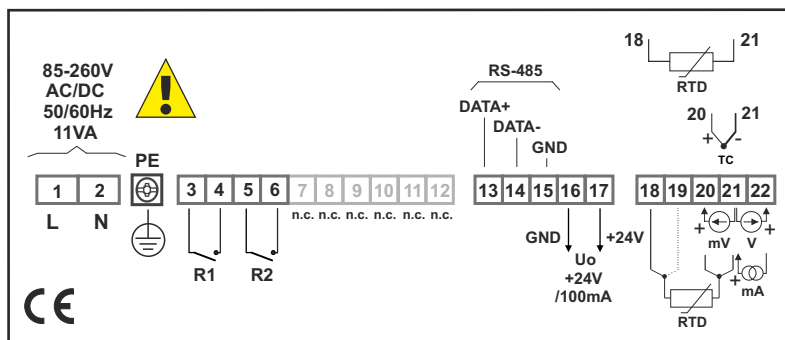 85-260V
AC/DC
50/60Hz
11VA
PE
1 2
L N
3 4 5 6 7 8 9 10 11 12
n.c. n.c. n.c. n.c. n.c. n.c.
R1 R2
RS-485
DATA+
DATA-
GND
13 14 15 16 17
GND +24V
Uo
+24V
/100mA
18 21
RTD
20 21
+ -
TC
18 19 20 21 22
+ +
mV V
+
mA
RTD
CE
!